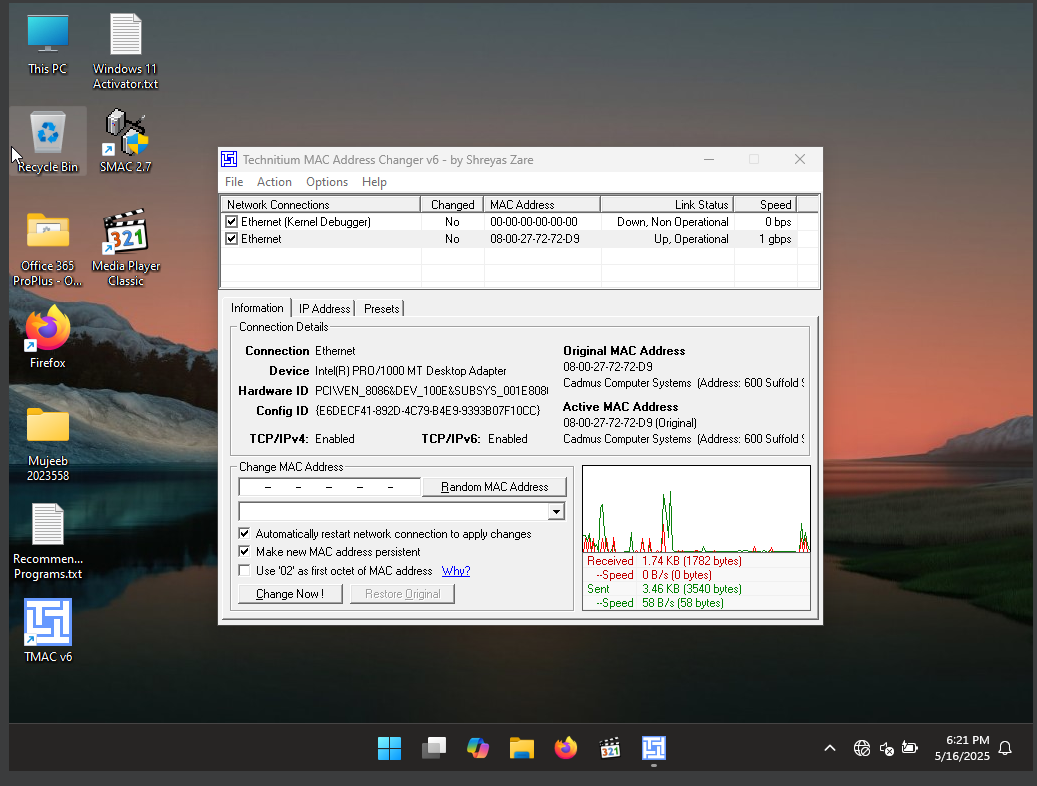 This PC
Windows 11
Activator.txt
Recycle Bin
SMAC 2.7
Office 365
ProPlus - O...
321
Media Player
Classic
Firefox
Mujeeb
2023558
Recommen...
Programs.txt
TMAC v6
Technitium MAC Address Changer v6 - by Shreyas Zare
File Action Options Help
Network Connections Changed MAC Address Link Status Speed
Ethernet (Kernel Debugger) No 00-00-00-00-00-00 Down, Non Operational 0 bps
Ethernet No 08-00-27-72-72-D9 Up, Operational 1 gbps
Information IP Address Presets
Connection Details
Connection Ethernet
Device Intel(R) PRO/1000 MT Desktop Adapter
Hardware ID PCI\VEN_8086&DEV_100E&SUBSYS_001E808
Config ID {E6DECF41-892D-4C79-B4E9-9393B07F10CC}
TCP/IPv4: Enabled TCP/IPv6: Enabled
Original MAC Address
08-00-27-72-72-D9
Cadmus Computer Systems (Address: 600 Suffold S
Active MAC Address
08-00-27-72-72-D9 (Original)
Cadmus Computer Systems (Address: 600 Suffold S
Change MAC Address
- - - - - Random MAC Address
Automatically restart network connection to apply changes
Make new MAC address persistent
Use '02' as first octet of MAC address Why?
Change Now ! Restore Original
Received 1.74 KB (1782 bytes)
--Speed 0 B/s (0 bytes)
Sent 3.46 KB (3540 bytes)
--Speed 58 B/s (58 bytes)
321
6:21 PM
5/16/2025